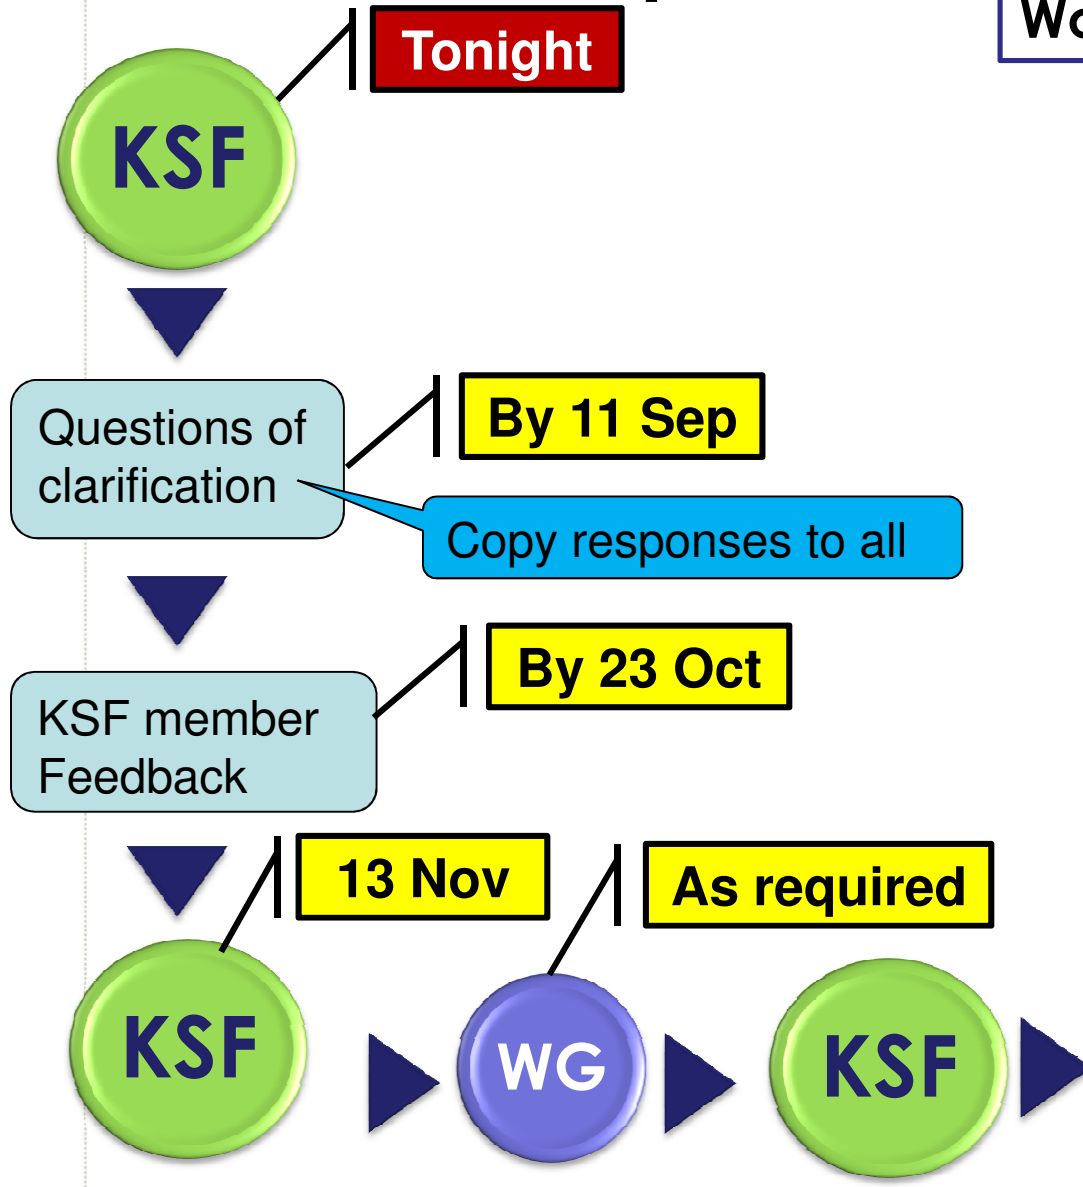 Tonight
KSF
Questions of
clarification
By 11 Sep
Copy responses to all
By 23 Oct
KSF member
Feedback
13 Nov
As required
KSF
WG
KSF